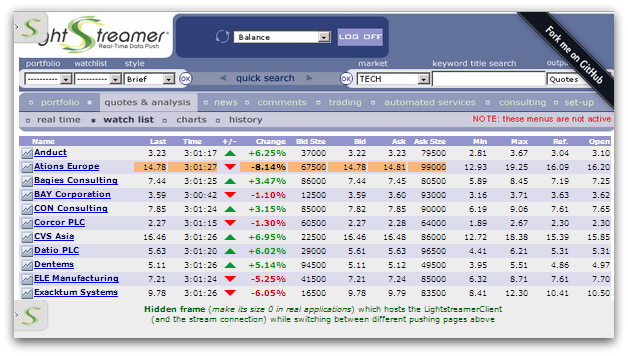 LightStreamer
Real-Time Data Push
Balance
LOG OFF
Fork me on GitHub
portfolio watchlist style market keyword title search
---------- ---------- Brief OK quick search OK TECH Quotes
portfolio quotes & analysis news comments trading automated services consulting set-up
real time watch list charts history NOTE: these menus are not active
Name Last Time +/- Change Bid Size Bid Ask Ask Size Min Max Ref. Open
Anduct 3.23 3:01:17 +6.25% 37000 3.22 3.23 79500 2.81 3.67 3.04 3.10
Ations Europe 14.78 3:01:27 -8.14% 67500 14.78 14.81 99000 12.93 19.25 16.09 16.20
Bagies Consulting 7.44 3:01:25 +3.47% 86000 7.44 7.45 80500 5.89 8.45 7.19 7.25
BAY Corporation 3.59 3:00:42 -1.10% 12500 3.59 3.60 93000 3.16 3.71 3.63 3.62
CON Consulting 7.85 3:01:24 +3.15% 85000 7.82 7.85 90000 6.19 9.06 7.61 7.65
Corcor PLC 2.27 3:01:15 -1.30% 60500 2.27 2.28 64000 1.89 2.67 2.30 2.30
CVS Asia 16.46 3:01:26 +6.95% 22500 16.46 16.48 86000 12.72 18.38 15.39 15.85
Datio PLC 5.63 3:01:20 +6.02% 29000 5.61 5.63 96500 4.41 6.21 5.31 5.31
Dentems 5.11 3:01:26 +5.14% 94500 5.11 5.12 49500 3.95 5.51 4.86 4.97
ELE Manufacturing 7.21 3:01:24 -5.25% 41500 7.21 7.24 85000 6.32 8.71 7.61 7.70
Exacktum Systems 9.78 3:01:26 -6.05% 16500 9.78 9.79 83500 8.41 12.30 10.41 10.50
Hidden frame (make its size 0 in real applications) which hosts the LightstreamerClient
(and the stream connection) while switching between different pushing pages above